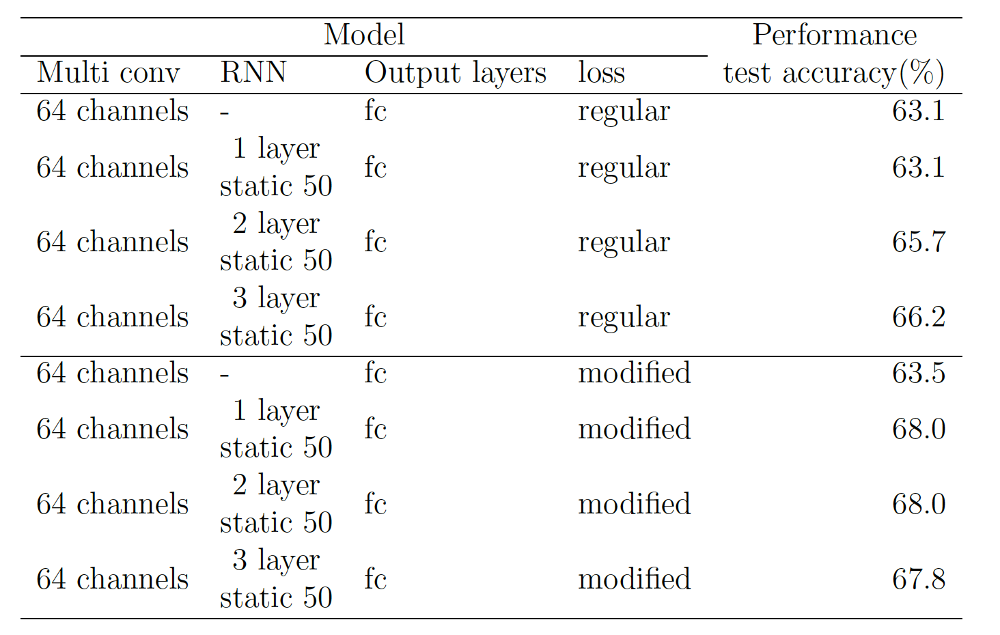 Model Performance
Multi conv RNN Output layers loss test accuracy(%)
64 channels - fc regular 63.1
1 layer
64 channels fc regular 63.1
static 50
2 layer
64 channels fc regular 65.7
static 50
3 layer
64 channels fc regular 66.2
static 50
64 channels - fc modified 63.5
1 layer
64 channels fc modified 68.0
static 50
2 layer
64 channels fc modified 68.0
static 50
3 layer
64 channels fc modified 67.8
static 50